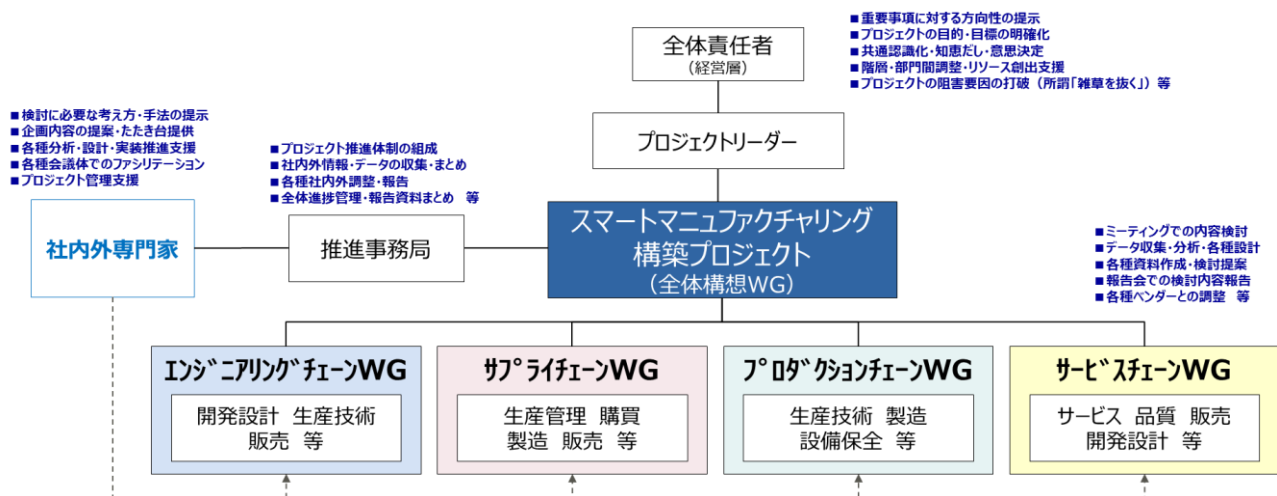 ■重要事項に対する方向性の提示
■プロジェクトの目的・目標の明確化
■共通認識化・知恵だし・意思決定
■階層・部門間調整・リソース創出支援
■プロジェクトの阻害要因の打破（所謂「雑草を抜く」）等
全体責任者
（経営層）
プロジェクトリーダー
■検討に必要な考え方・手法の提示
■企画内容の提案・たたき台提供
■各種分析・設計・実装推進支援
■各種会議体でのファシリテーション
■プロジェクト管理支援
■プロジェクト推進体制の組成
■社内外情報・データの収集・まとめ
■各種社内外調整・報告
■全体進捗管理・報告資料まとめ 等
社内外専門家
推進事務局
スマートマニュファクチャリング
構築プロジェクト
（全体構想WG）
■ミーティングでの内容検討
■データ収集・分析・各種設計
■各種資料作成・検討提案
■報告会での検討内容報告
■各種ベンダーとの調整 等
ｴﾝｼﾞﾆｱﾘﾝｸﾞﾁｪｰﾝWG
開発設計 生産技術
販売 等
ｻﾌﾟﾗｲﾁｪｰﾝWG
生産管理 購買
製造 販売 等
ﾌﾟﾛﾀﾞｸｼｮﾝﾁｪｰﾝWG
生産技術 製造
設備保全 等
ｻｰﾋﾞｽﾁｪｰﾝWG
サービス 品質 販売
開発設計 等